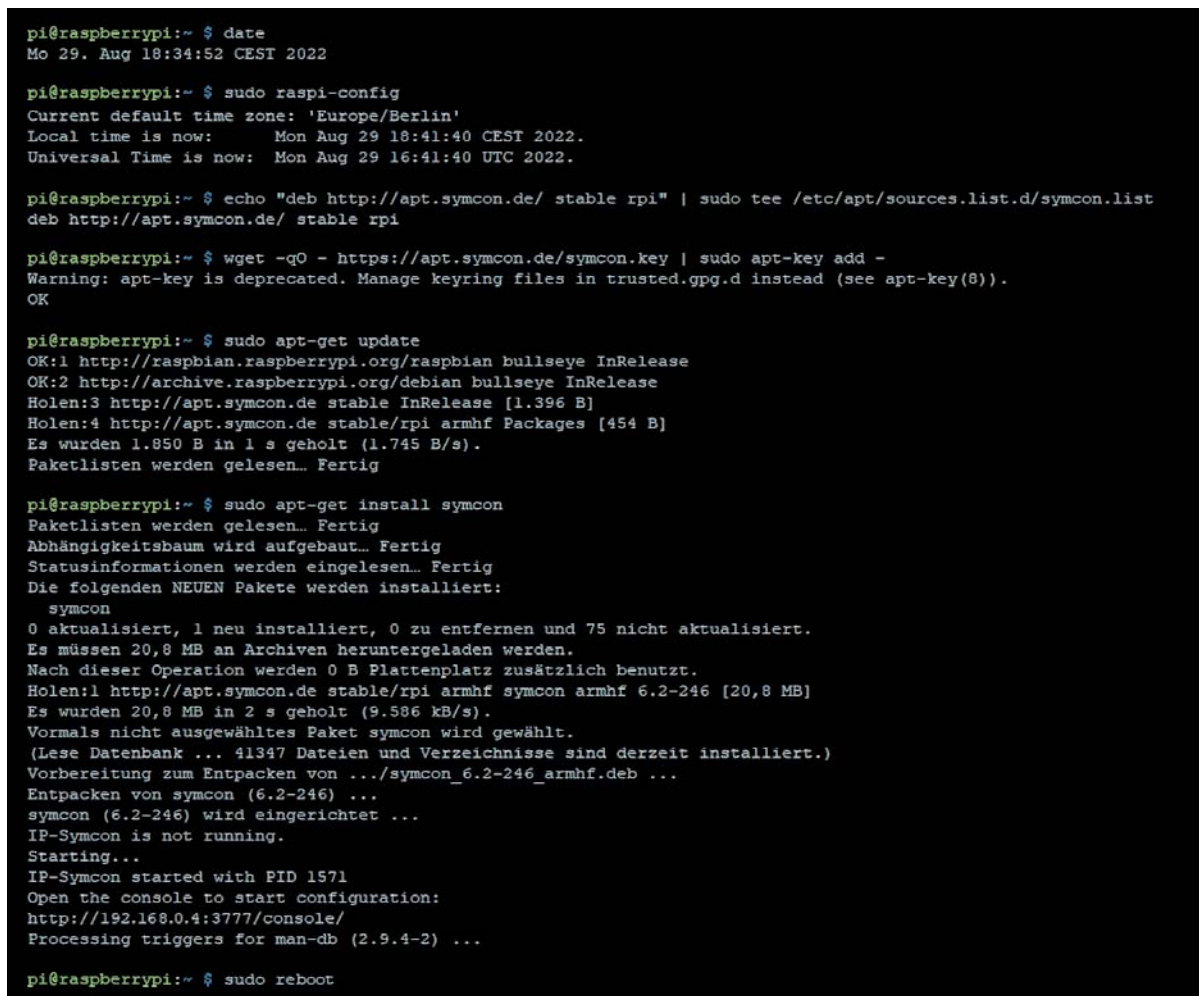 pi@raspberrypi:~ $ date
Mo 29. Aug 18:34:52 CEST 2022
pi@raspberrypi:~ $ sudo raspi-config
Current default time zone: 'Europe/Berlin'
Local time is now:      Mon Aug 29 18:41:40 CEST 2022.
Universal Time is now:  Mon Aug 29 16:41:40 UTC 2022.
pi@raspberrypi:~ $ echo "deb http://apt.symcon.de/ stable rpi" | sudo tee /etc/apt/sources.list.d/symcon.list
deb http://apt.symcon.de/ stable rpi
pi@raspberrypi:~ $ wget -qO - https://apt.symcon.de/symcon.key | sudo apt-key add -
Warning: apt-key is deprecated. Manage keyring files in trusted.gpg.d instead (see apt-key(8)).
OK
pi@raspberrypi:~ $ sudo apt-get update
OK:1 http://raspbian.raspberrypi.org/raspbian bullseye InRelease
OK:2 http://archive.raspberrypi.org/debian bullseye InRelease
Holen:3 http://apt.symcon.de stable InRelease [1.396 B]
Holen:4 http://apt.symcon.de stable/rpi armhf Packages [454 B]
Es wurden 1.850 B in 1 s geholt (1.745 B/s).
Paketlisten werden gelesen… Fertig
pi@raspberrypi:~ $ sudo apt-get install symcon
Paketlisten werden gelesen… Fertig
Abhängigkeitsbaum wird aufgebaut… Fertig
Statusinformationen werden eingelesen… Fertig
Die folgenden NEUEN Pakete werden installiert:
  symcon
0 aktualisiert, 1 neu installiert, 0 zu entfernen und 75 nicht aktualisiert.
Es müssen 20,8 MB an Archiven heruntergeladen werden.
Nach dieser Operation werden 0 B Plattenplatz zusätzlich benutzt.
Holen:1 http://apt.symcon.de stable/rpi armhf symcon armhf 6.2-246 [20,8 MB]
Es wurden 20,8 MB in 2 s geholt (9.586 kB/s).
Vormals nicht ausgewähltes Paket symcon wird gewählt.
(Lese Datenbank ... 41347 Dateien und Verzeichnisse sind derzeit installiert.)
Vorbereitung zum Entpacken von .../symcon_6.2-246_armhf.deb ...
Entpacken von symcon (6.2-246) ...
symcon (6.2-246) wird eingerichtet ...
IP-Symcon is not running.
Starting...
IP-Symcon started with PID 1571
Open the console to start configuration:
http://192.168.0.4:3777/console/
Processing triggers for man-db (2.9.4-2) ...
pi@raspberrypi:~ $ sudo reboot